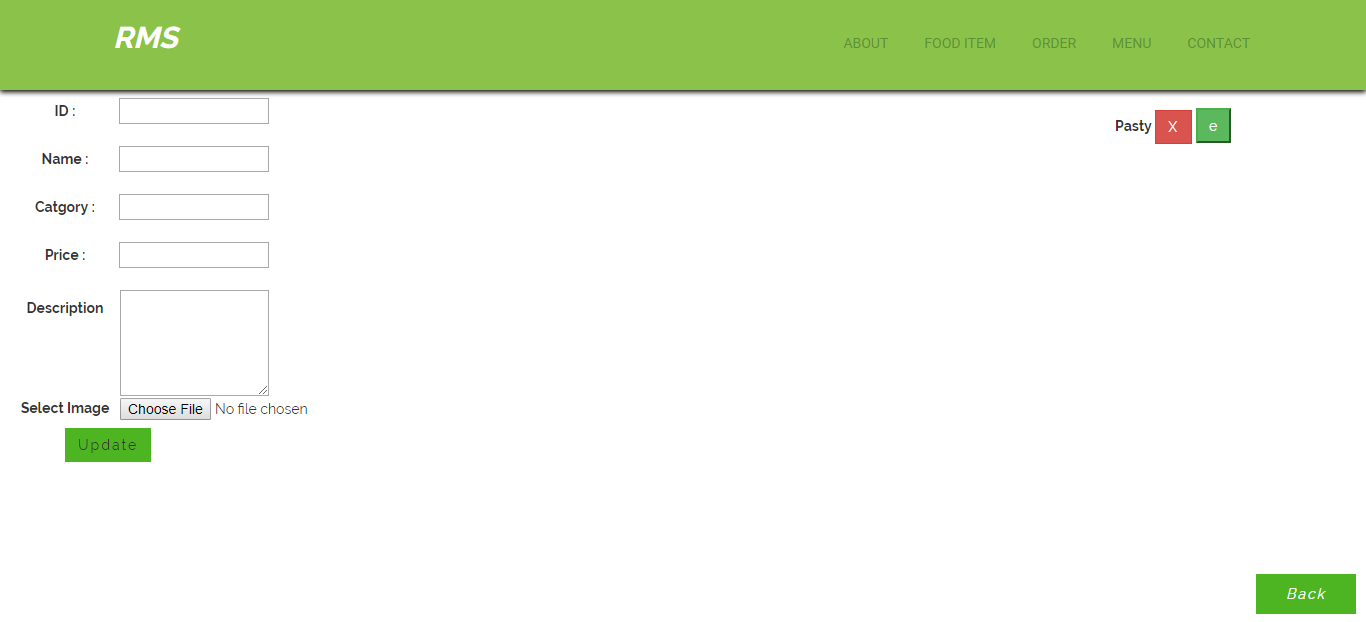 RMS
ABOUT FOOD ITEM ORDER MENU CONTACT
ID :
Pasty X e
Name :
Catgory :
Price :
Description
Select Image Choose File No file chosen
Update
Back